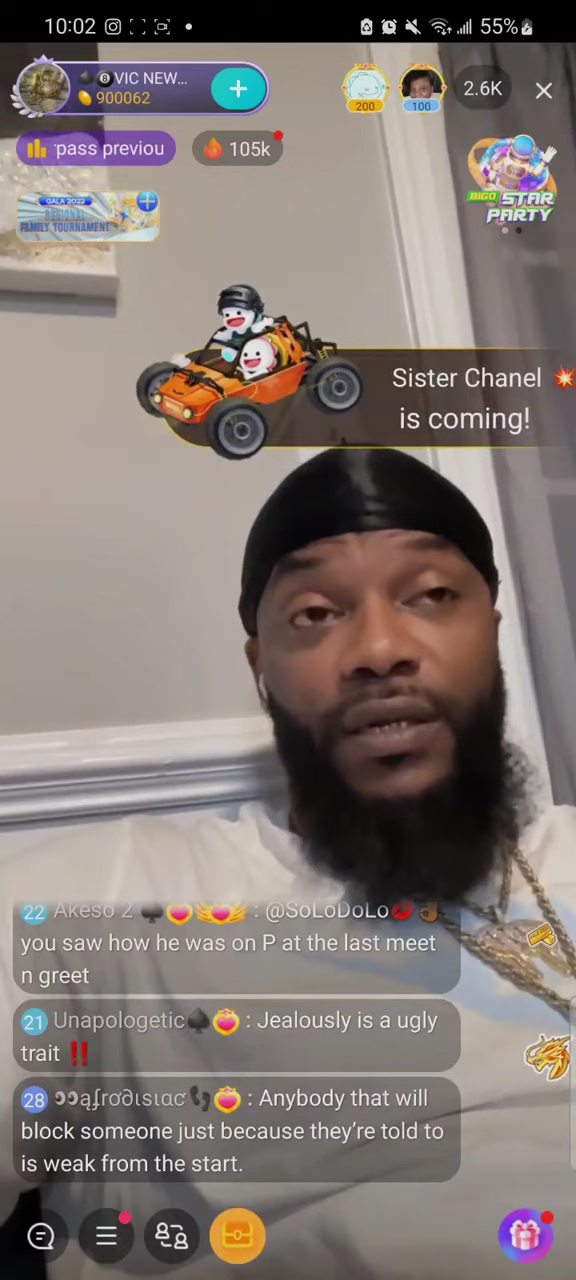 10:02
55%
VIC NEW...
900062
200
100
2.6K
pass previou
105k
GALA 2022
REGIONAL
FAMILY TOURNAMENT
BIGO STAR
PARTY
Sister Chanel 💥
is coming!
22 Akeso 2 ♠️ : @SoLoDoLo💋👌🏾
you saw how he was on P at the last meet
n greet
21 Unapologetic♠️ : Jealously is a ugly
trait ‼️
28 👀ąʄrơ∂ιsιαơ👣 : Anybody that will
block someone just because they’re told to
is weak from the start.